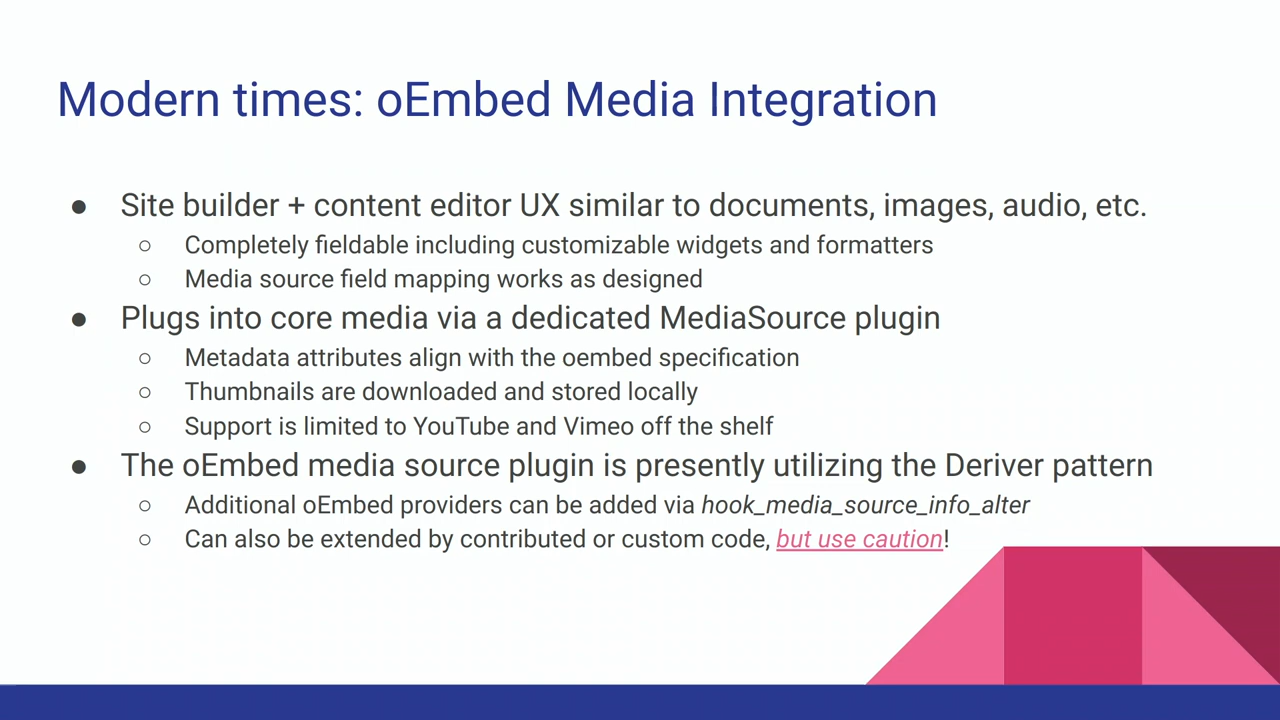 Modern times: oEmbed Media Integration
● Site builder + content editor UX similar to documents, images, audio, etc.
○ Completely fieldable including customizable widgets and formatters
○ Media source field mapping works as designed
● Plugs into core media via a dedicated MediaSource plugin
○ Metadata attributes align with the oembed specification
○ Thumbnails are downloaded and stored locally
○ Support is limited to YouTube and Vimeo off the shelf
● The oEmbed media source plugin is presently utilizing the Deriver pattern
○ Additional oEmbed providers can be added via hook_media_source_info_alter
○ Can also be extended by contributed or custom code, but use caution!